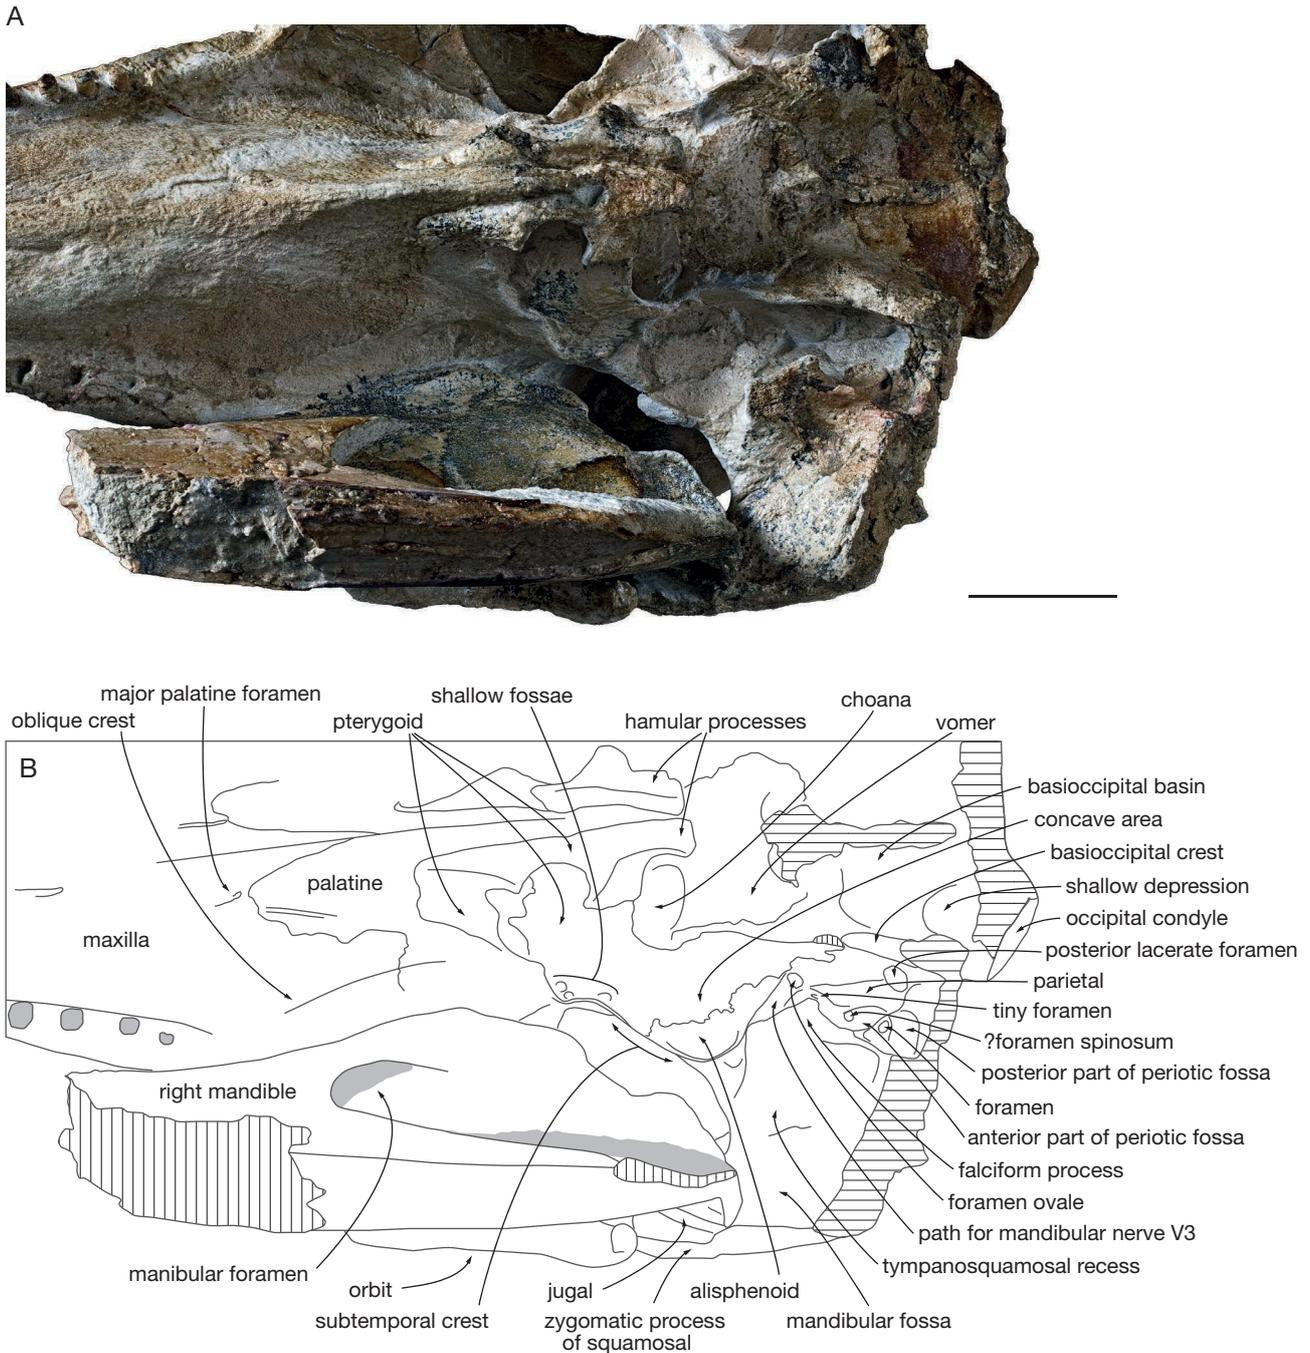 A
major palatine foramen
shallow fossae
choana
oblique crest
pterygoid
hamular processes
vomer
B
basioccipital basin
concave area
basioccipital crest
palatine
shallow depression
occipital condyle
maxilla
posterior lacerate foramen
parietal
tiny foramen
?foramen spinosum
posterior part of periotic fossa
right mandible
foramen
anterior part of periotic fossa
falciform process
foramen ovale
path for mandibular nerve V3
tympanosquamosal recess
manibular foramen
orbit
jugal
alisphenoid
subtemporal crest
zygomatic process
of squamosal
mandibular fossa